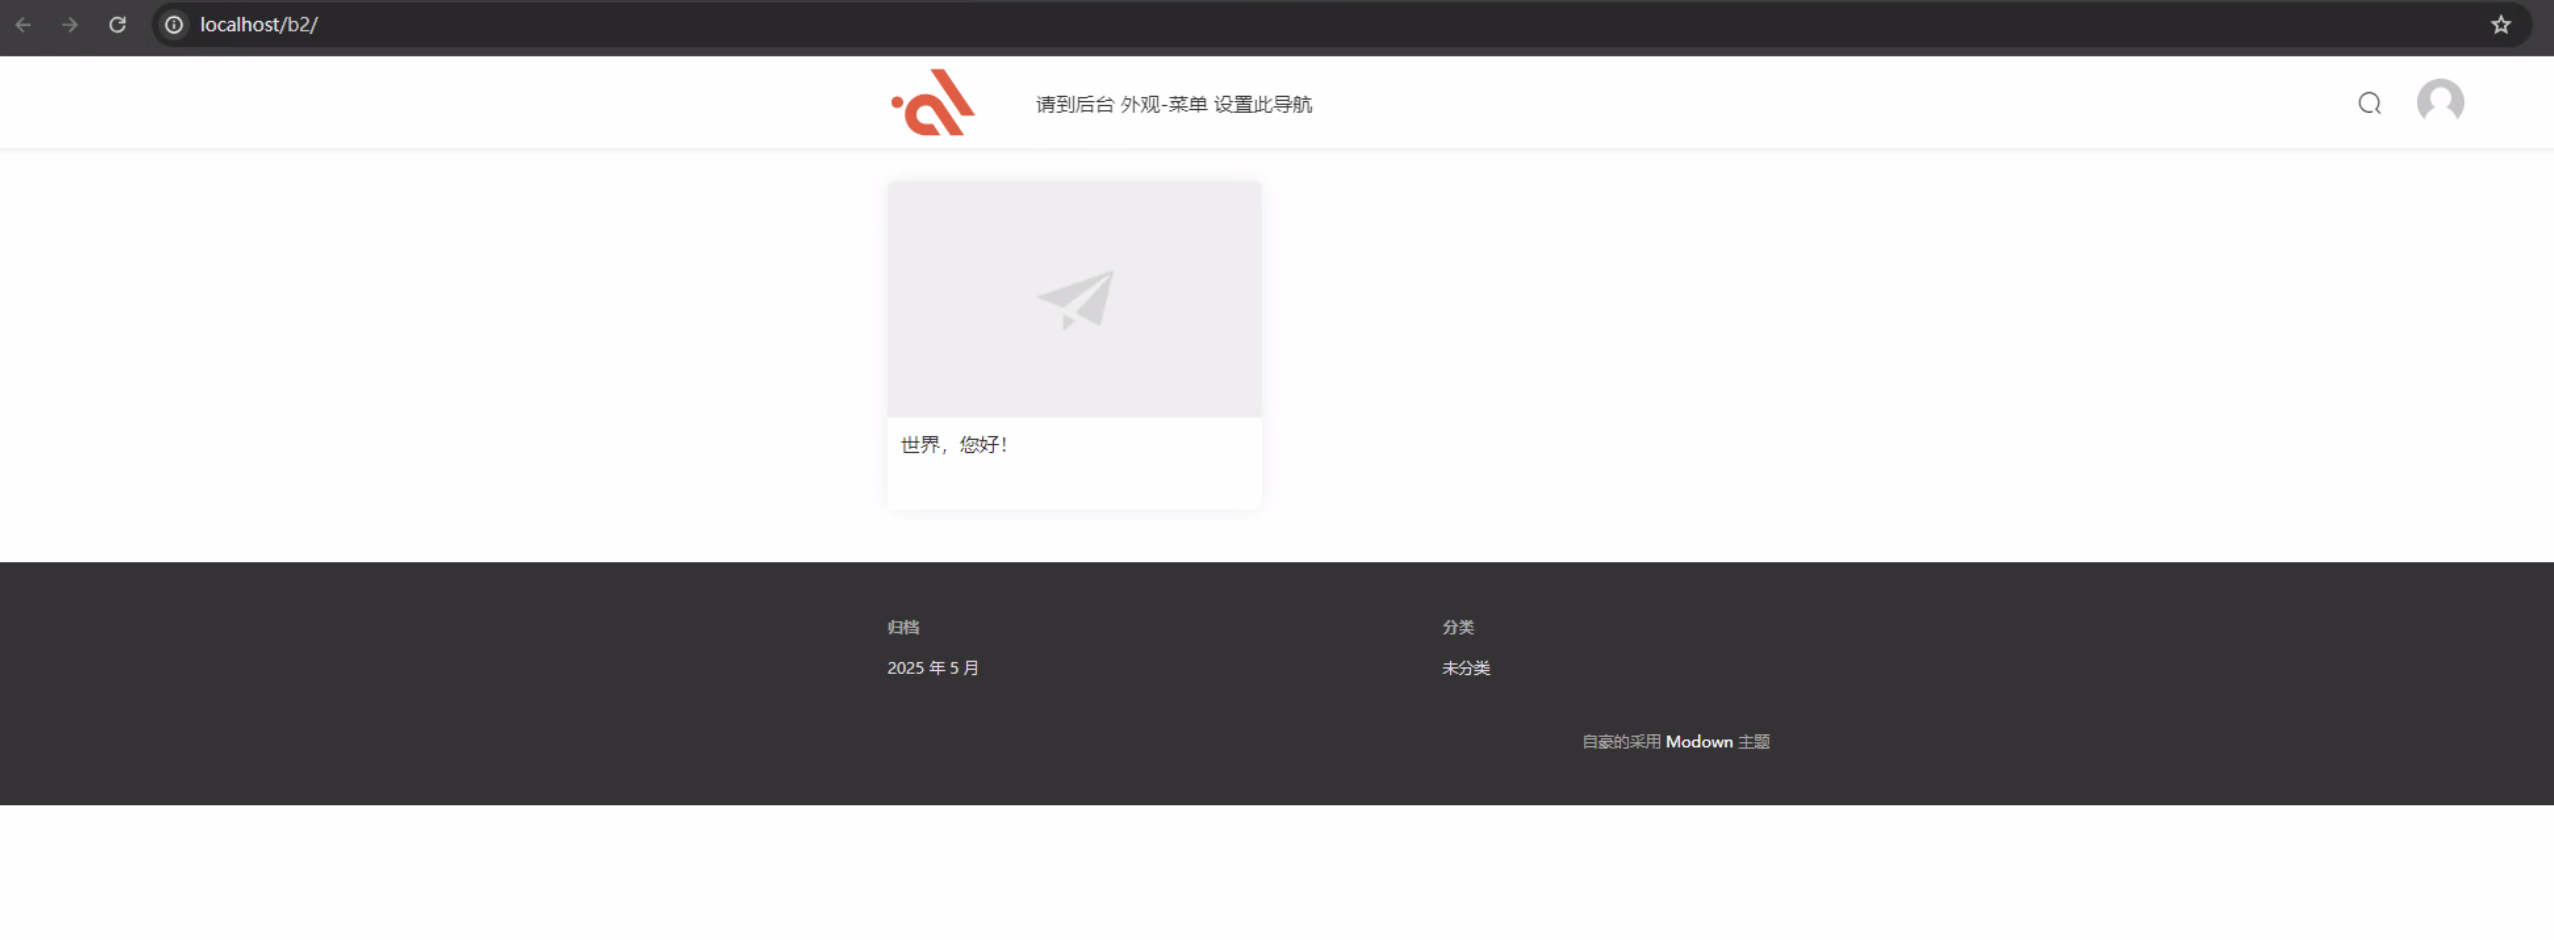 localhost/b2/
请到后台 外观-菜单 设置此导航
世界，您好！
归档
分类
2025 年 5 月
未分类
自豪的采用 Modown 主题